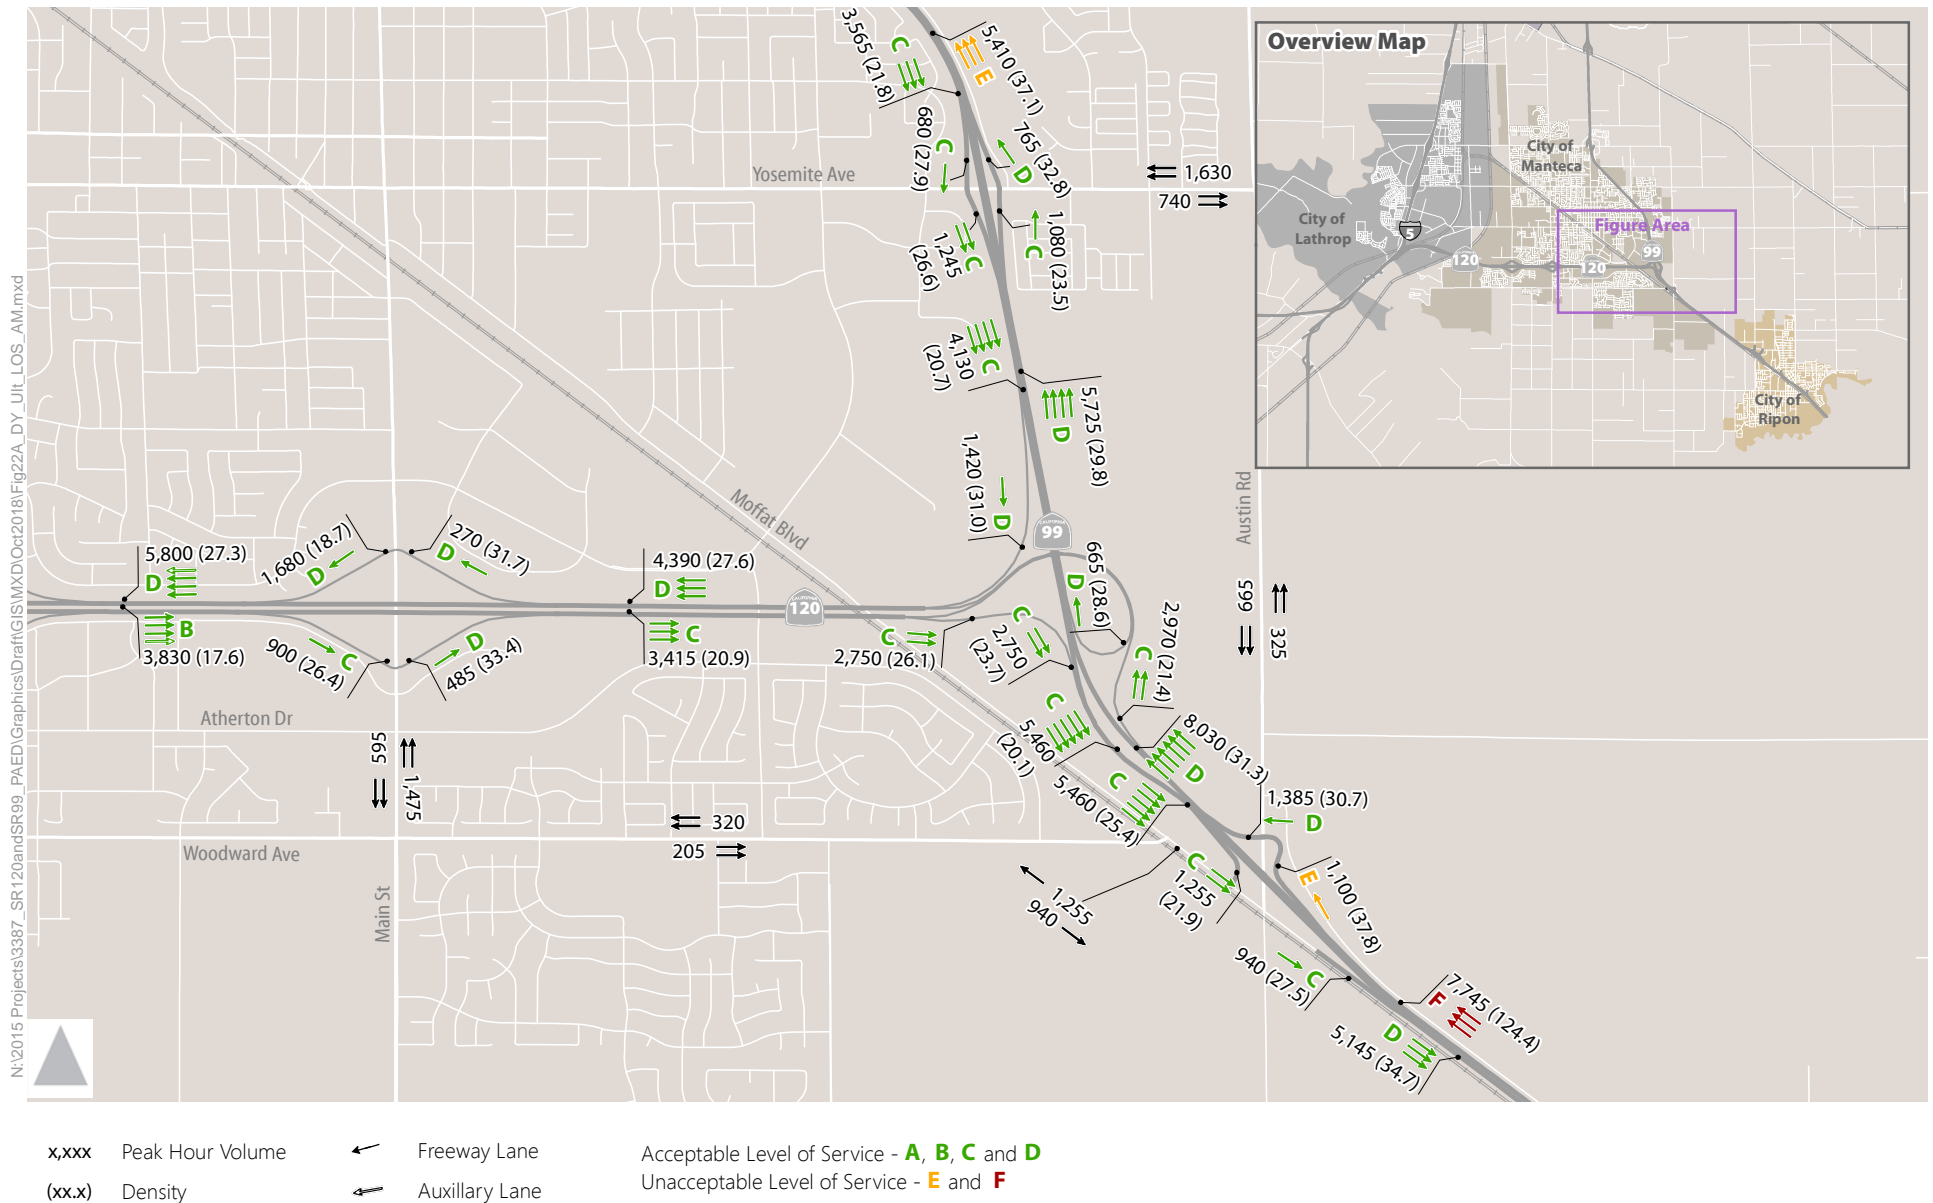 3,565 (21.8)
C
5,410 (37.1)
E
680 (27.9)
C
765 (32.8)
D
Yosemite Ave
1,630
740
1,245
(26.6)
C
1,080 (23.5)
C
4,130
(20.7)
C
5,725 (29.8)
D
1,420 (31.0)
D
Moffat Blvd
CALIFORNIA
99
Austin Rd
5,800 (27.3)
D
1,680 (18.7)
D
270 (31.7)
D
4,390 (27.6)
D
CALIFORNIA
120
665 (28.6)
D
599
325
B
3,830 (17.6)
900 (26.4)
C
485 (33.4)
D
C
3,415 (20.9)
C
2,750 (26.1)
C
2,750
(23.7)
2,970 (21.4)
C
Atherton Dr
C
5,460
(20.1)
8,030 (31.3)
D
595
1,475
C
5,460 (25.4)
1,385 (30.7)
D
320
205
Woodward Ave
Main St
1,255
940
C
1,255
(21.9)
1,100 (37.8)
E
940 (27.5)
C
7,745 (124.4)
F
D
5,145 (34.7)
Overview Map
City of
Manteca
City of
Lathrop
5
Figure Area
120
120
99
City of
Ripon
N:\2015 Projects\3387_SR120andSR99_PAED\Graphics\Draft\GIS\MXD\Oct2018\Fig22A_DY_Ult_LOS_AM.mxd
x,xxx Peak Hour Volume
Freeway Lane
Acceptable Level of Service - A, B, C and D
(xx.x) Density
Auxillary Lane
Unacceptable Level of Service - E and F